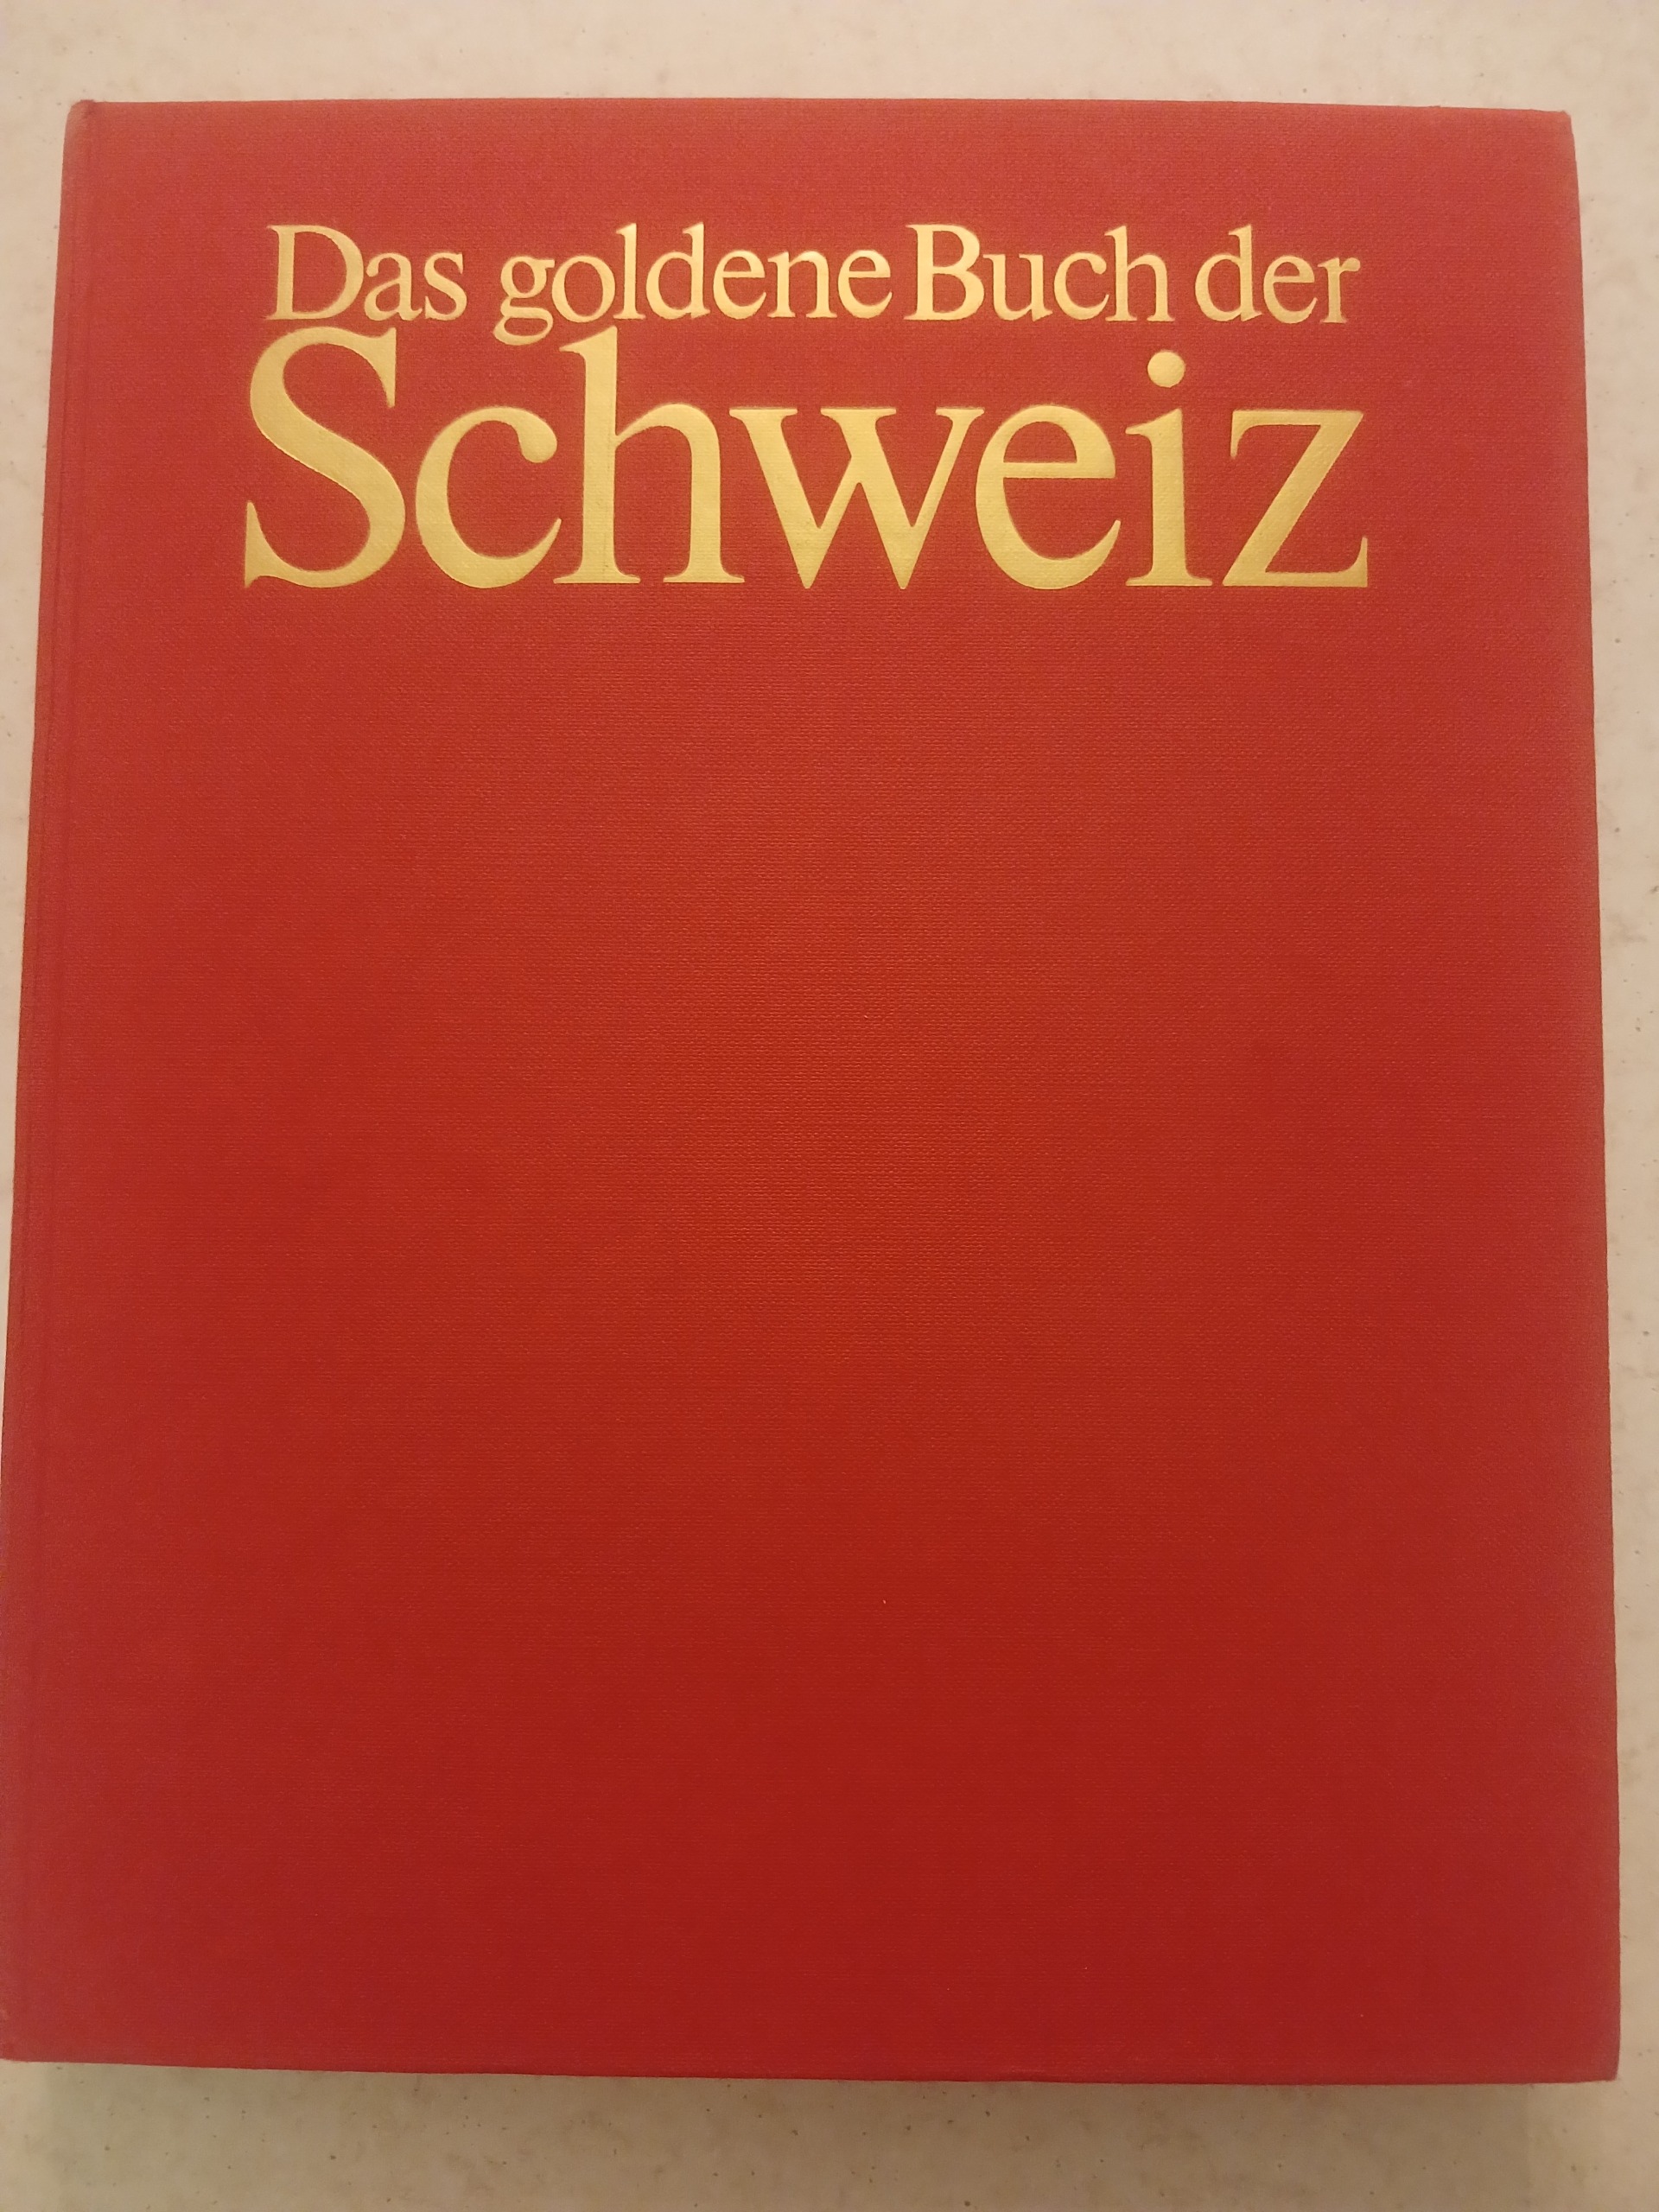 Das goldene Buch der
Schweiz